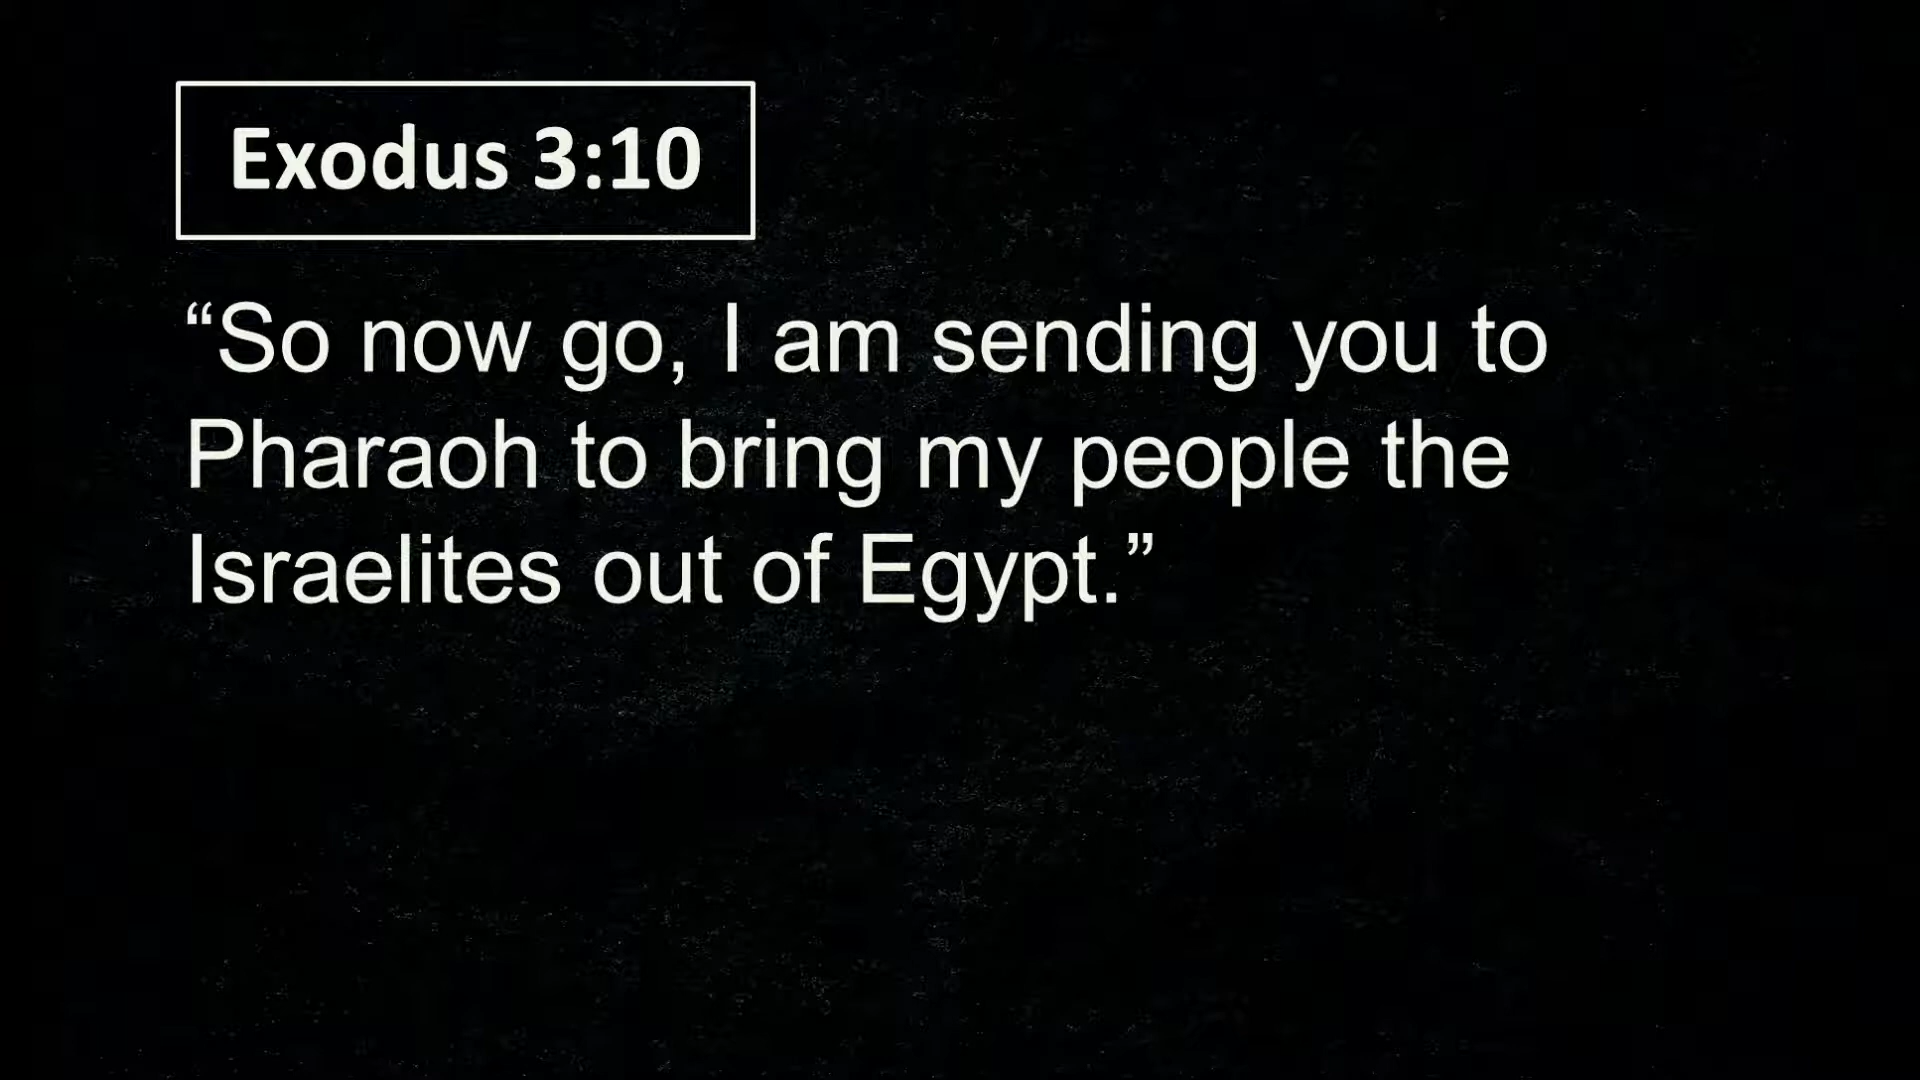 Exodus 3:10
“So now go, I am sending you to
Pharaoh to bring my people the
Israelites out of Egypt.”